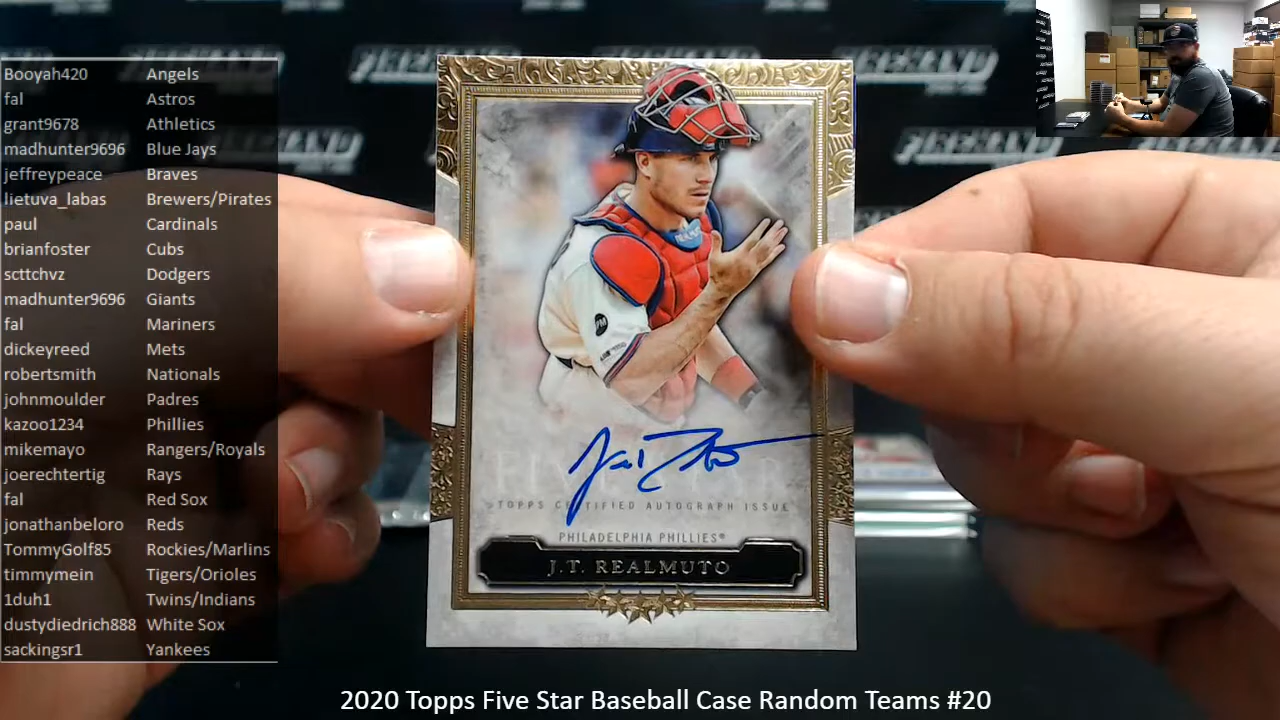 Booyah420 Angels
fal Astros
grant9678 Athletics
madhunter9696 Blue Jays
jeffreypeace Braves
lietuva_labas Brewers/Pirates
paul Cardinals
brianfoster Cubs
scttchvz Dodgers
madhunter9696 Giants
fal Mariners
dickeyreed Mets
robertsmith Nationals
johnmoulder Padres
kazoo1234 Phillies
mikemayo Rangers/Royals
joerechtertig Rays
fal Red Sox
jonathanbeloro Reds
TommyGolf85 Rockies/Marlins
timmymein Tigers/Orioles
1duh1 Twins/Indians
dustydiedrich888 White Sox
sackingsr1 Yankees
FIVE STAR
TOPPS CERTIFIED AUTOGRAPH ISSUE
PHILADELPHIA PHILLIES®
J.T. REALMUTO
2020 Topps Five Star Baseball Case Random Teams #20